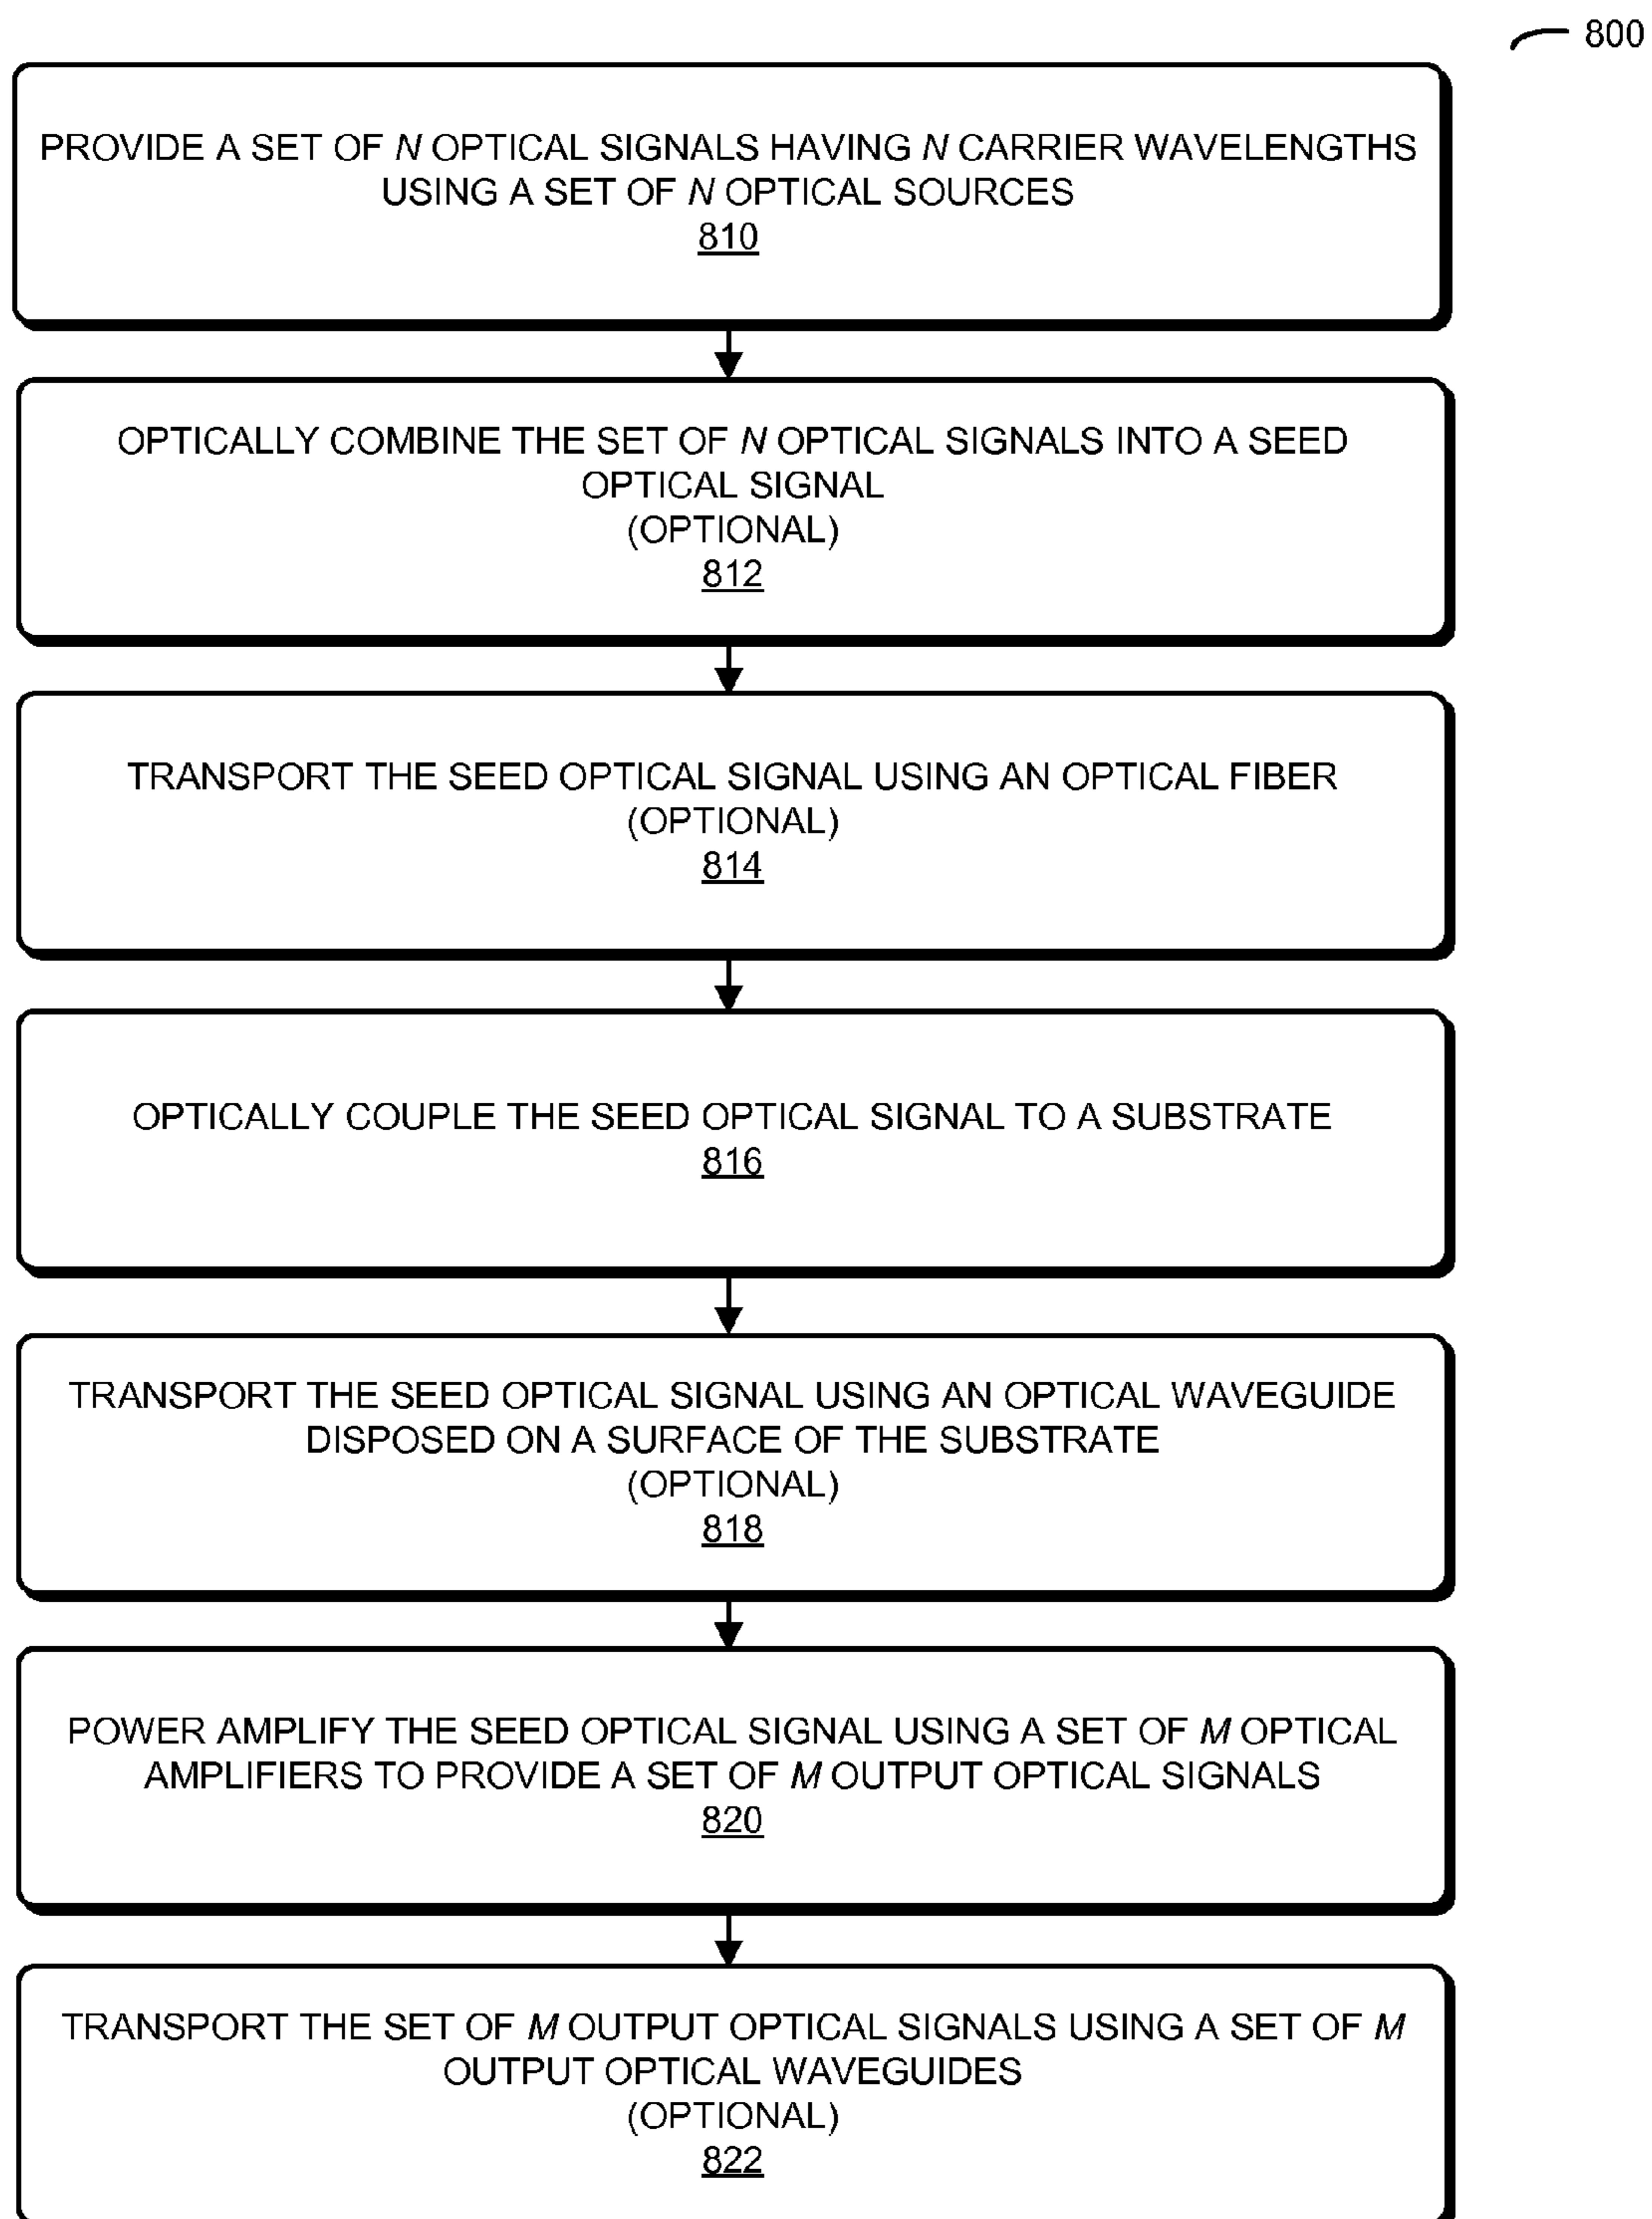 800
PROVIDE A SET OF N OPTICAL SIGNALS HAVING N CARRIER WAVELENGTHS
USING A SET OF N OPTICAL SOURCES
810
OPTICALLY COMBINE THE SET OF N OPTICAL SIGNALS INTO A SEED
OPTICAL SIGNAL
(OPTIONAL)
812
TRANSPORT THE SEED OPTICAL SIGNAL USING AN OPTICAL FIBER
(OPTIONAL)
814
OPTICALLY COUPLE THE SEED OPTICAL SIGNAL TO A SUBSTRATE
816
TRANSPORT THE SEED OPTICAL SIGNAL USING AN OPTICAL WAVEGUIDE
DISPOSED ON A SURFACE OF THE SUBSTRATE
(OPTIONAL)
818
POWER AMPLIFY THE SEED OPTICAL SIGNAL USING A SET OF M OPTICAL
AMPLIFIERS TO PROVIDE A SET OF M OUTPUT OPTICAL SIGNALS
820
TRANSPORT THE SET OF M OUTPUT OPTICAL SIGNALS USING A SET OF M
OUTPUT OPTICAL WAVEGUIDES
(OPTIONAL)
822